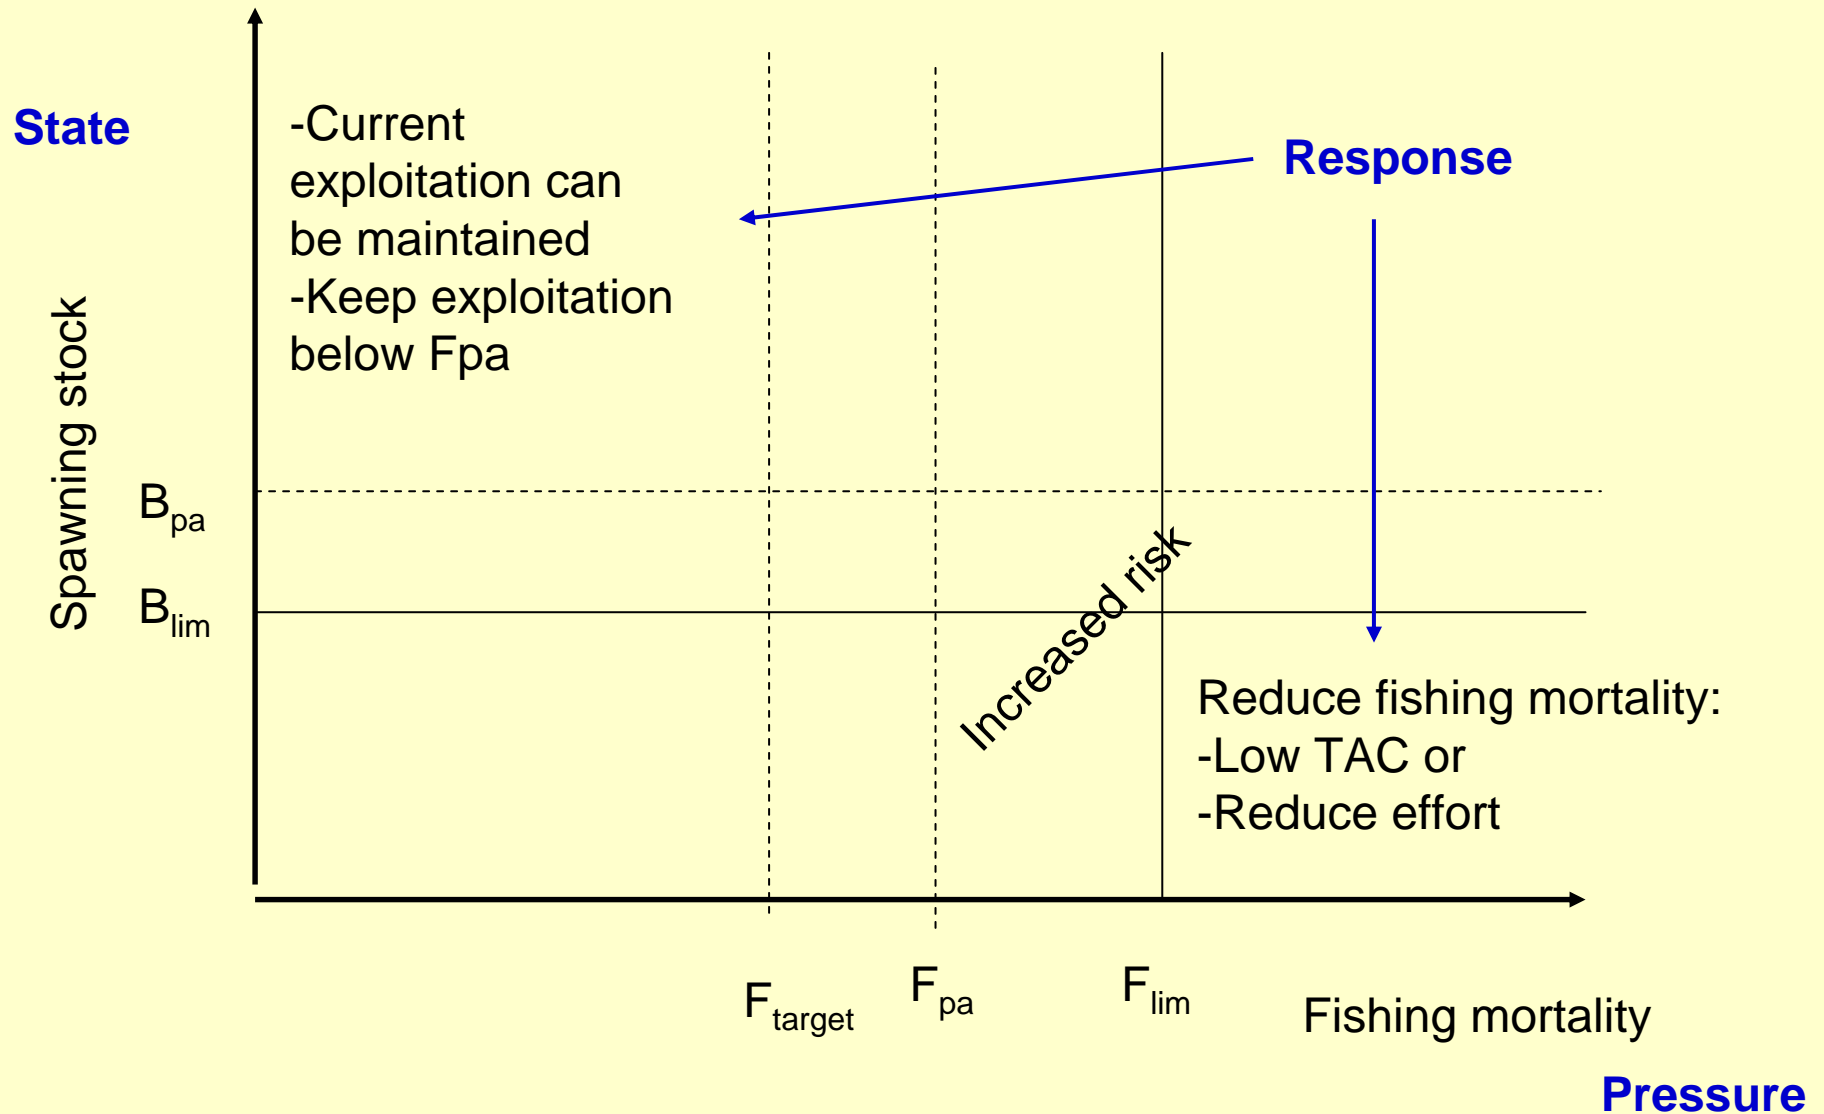 State
-Current
exploitation can
be maintained
-Keep exploitation
below Fpa
Response
Spawning stock
Bpa
Blim
Increased risk
Reduce fishing mortality:
-Low TAC or
-Reduce effort
Ftarget
Fpa
Flim
Fishing mortality
Pressure